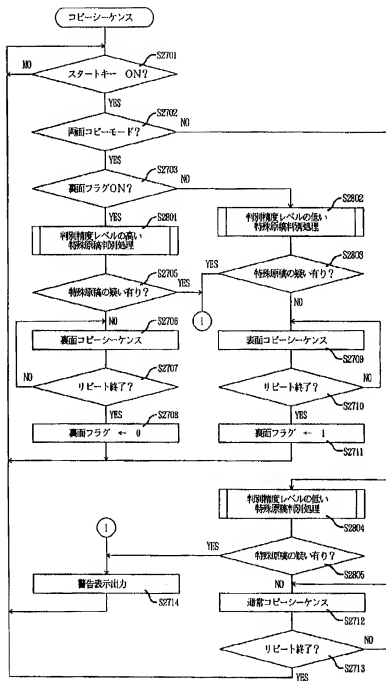 コピーシーケンス
S2701
NO
スタートキー ON?
YES
S2702
両面コピーモード?
NO
YES
S2703
裏面フラグON?
NO
YES
S2801
判別精度レベルの高い
特殊原稿判別処理
S2802
判別精度レベルの低い
特殊原稿判別処理
S2705
特殊原稿の疑い有り?
YES
YES
S2803
特殊原稿の疑い有り?
NO
1
NO
S2706
裏面コピーシーケンス
S2709
表面コピーシーケンス
S2707
NO
リピート終了?
YES
リピート終了?
NO
S2710
YES
S2708
裏面フラグ ← 0
裏面フラグ ← 1
S2711
判別精度レベルの低い
特殊原稿判別処理
S2804
1
YES
特殊原稿の疑い有り?
S2805
NO
警告表示出力
S2714
通常コピーシーケンス
S2712
リピート終了?
NO
S2713
YES